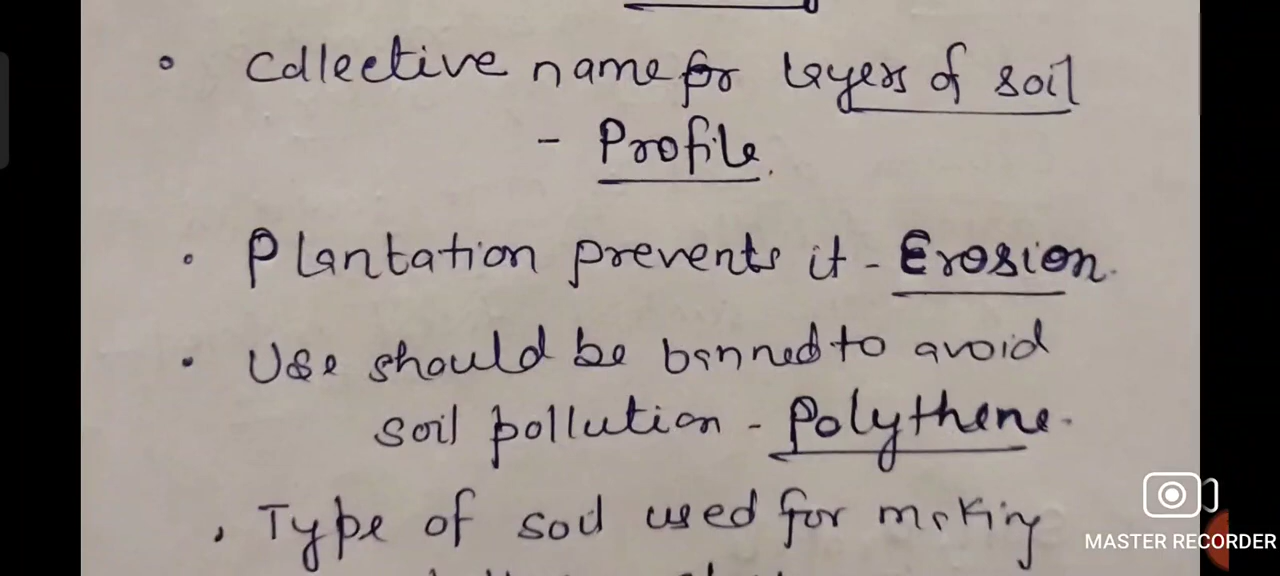 • Collective name for layers of soil
- Profile.
• Plantation prevents it - Erosion.
• Use should be banned to avoid
soil pollution - Polythene.
• Type of soil used for making
MASTER RECORDER